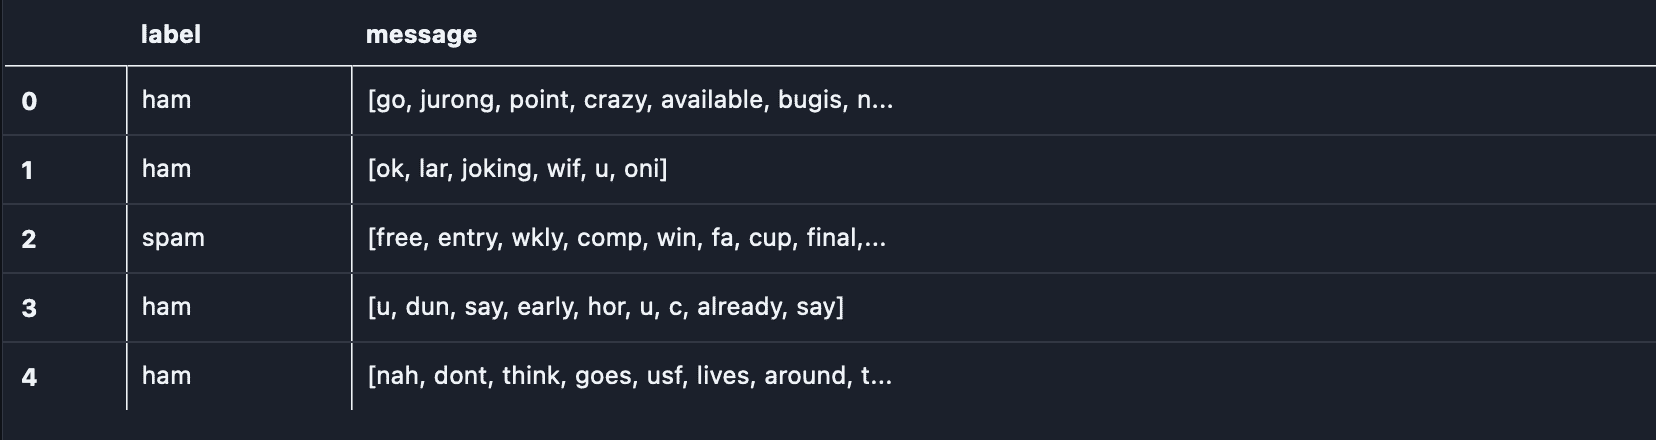 label message
0 ham [go, jurong, point, crazy, available, bugis, n...
1 ham [ok, lar, joking, wif, u, oni]
2 spam [free, entry, wkly, comp, win, fa, cup, final,...
3 ham [u, dun, say, early, hor, u, c, already, say]
4 ham [nah, dont, think, goes, usf, lives, around, t...